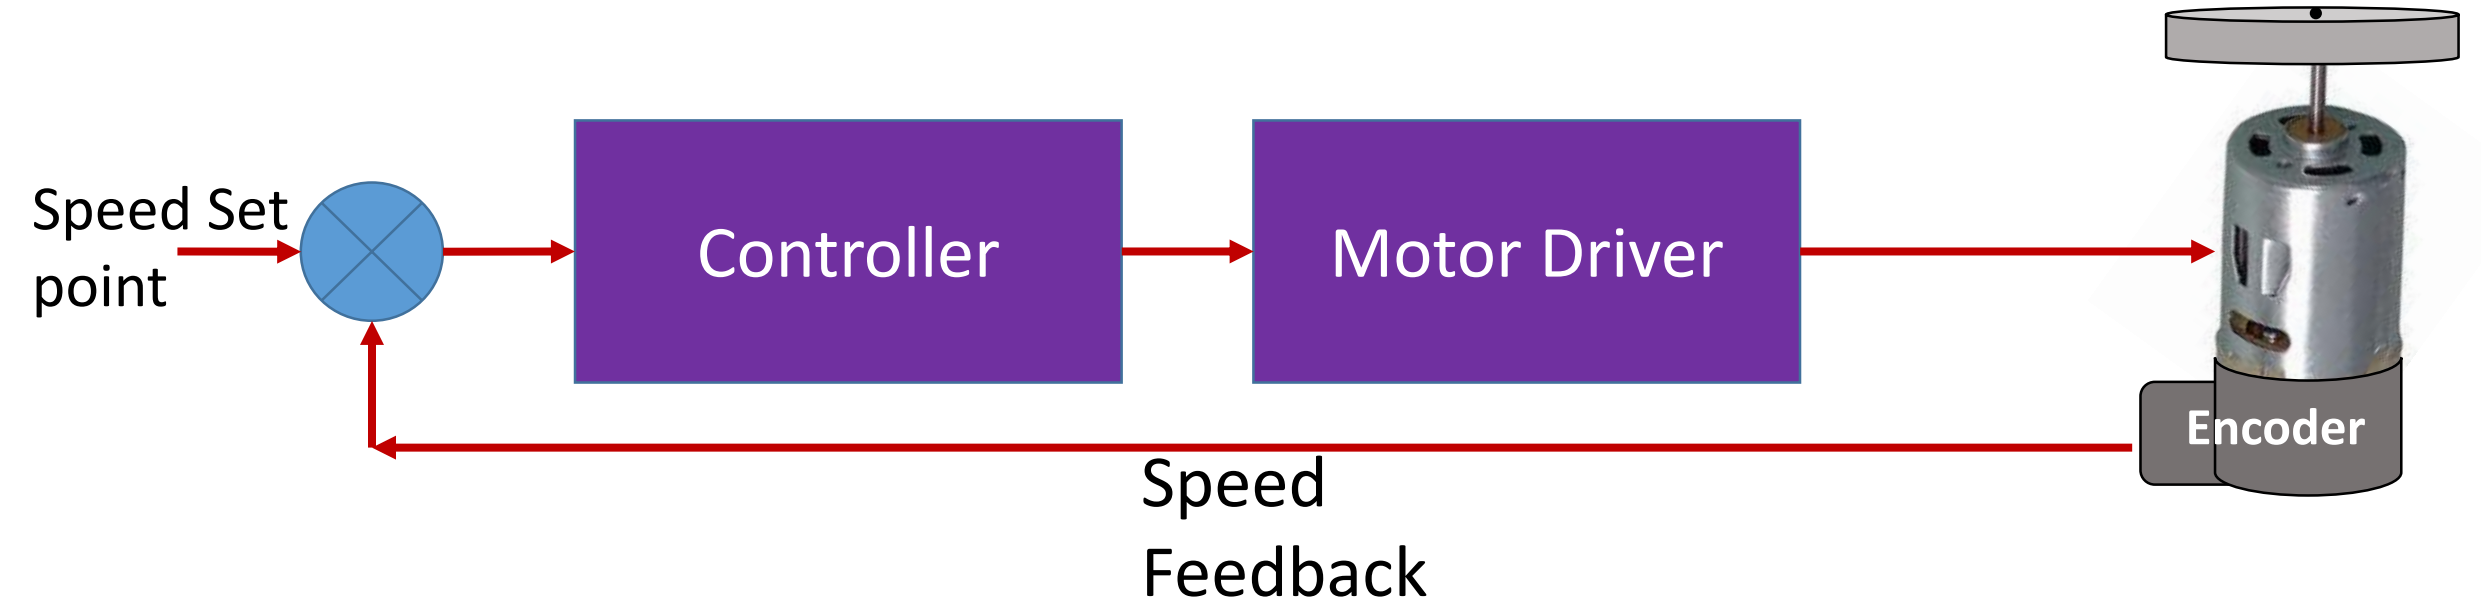 Speed Set
point
Controller
Motor Driver
Encoder
Speed
Feedback